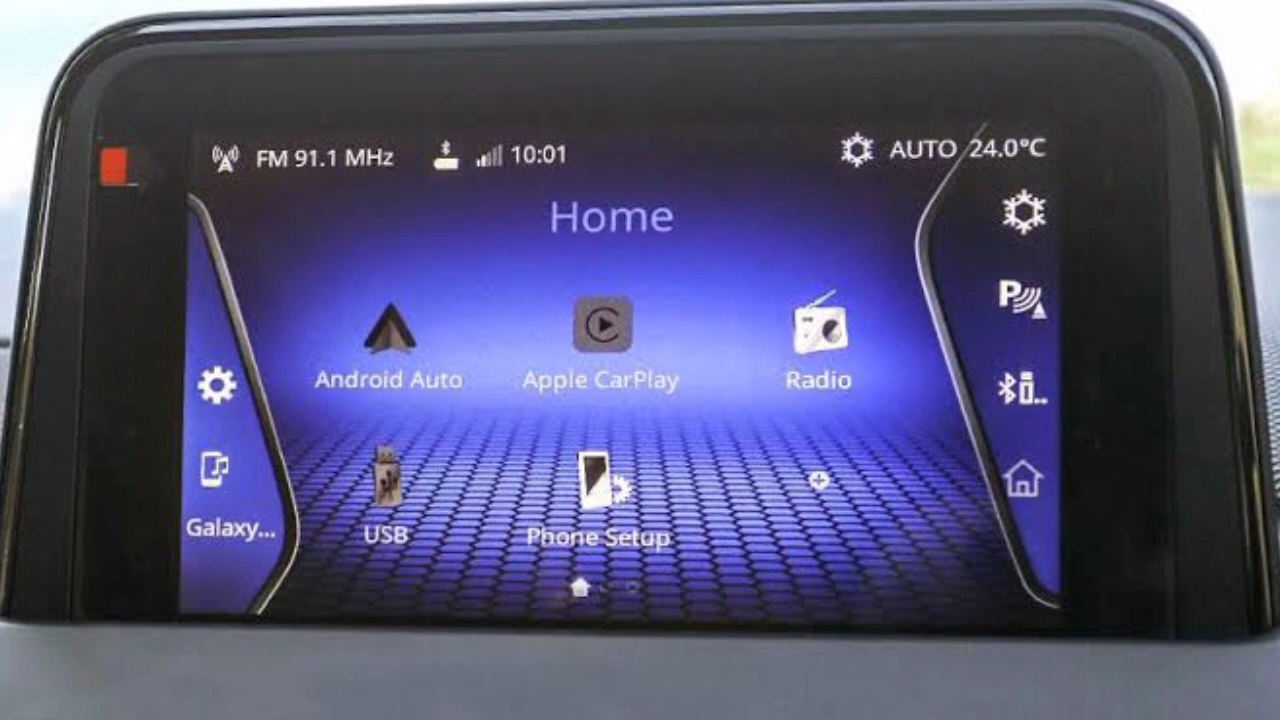 FM 91.1 MHz 10:01 AUTO 24.0°C
Home
Android Auto Apple CarPlay Radio
P
Galaxy... USB Phone Setup